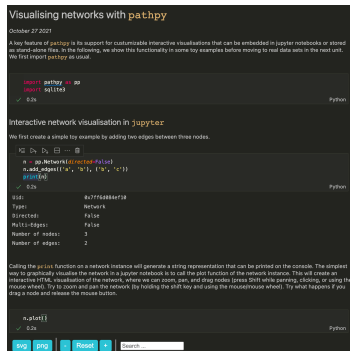 Visualising networks with pathpy
October 27 2021
A key feature of pathpy is its support for custumizable interactive visualisations that can be embedded in jupyter notebooks or stored
as stand-alone files. In the following, we show this functionality in some toy examples before moving to real data sets in the next unit.
We first import pathpy as usual.
import pathpy as pp
import sqlite3
✓ 0.2s Python
Interactive network visualisation in jupyter
We first create a simple toy example by adding two edges between three nodes.
n = pp.Network(directed=False)
n.add_edges(('a', 'b'), ('b', 'c'))
print(n)
✓ 0.2s Python
Uid: 0x7ff6d084ef10
Type: Network
Directed: False
Multi-Edges: False
Number of nodes: 3
Number of edges: 2
Calling the print function on a network instance will generate a string representation that can be printed on the console. The simplest
way to graphically visualise the network in a jupyter notebook is to call the plot function of the network instance. This will create an
interactive HTML visualisation of the network, where we can zoom, pan, and drag nodes (press Shift while panning, clicking, or using the
mouse wheel). Try to zoom and pan the network (by holding the shift key and using the mouse(mouse wheel). Try what happens if you
drag a node and release the mouse button.
n.plot()
✓ 0.2s Python
svg png - Reset + Search ...